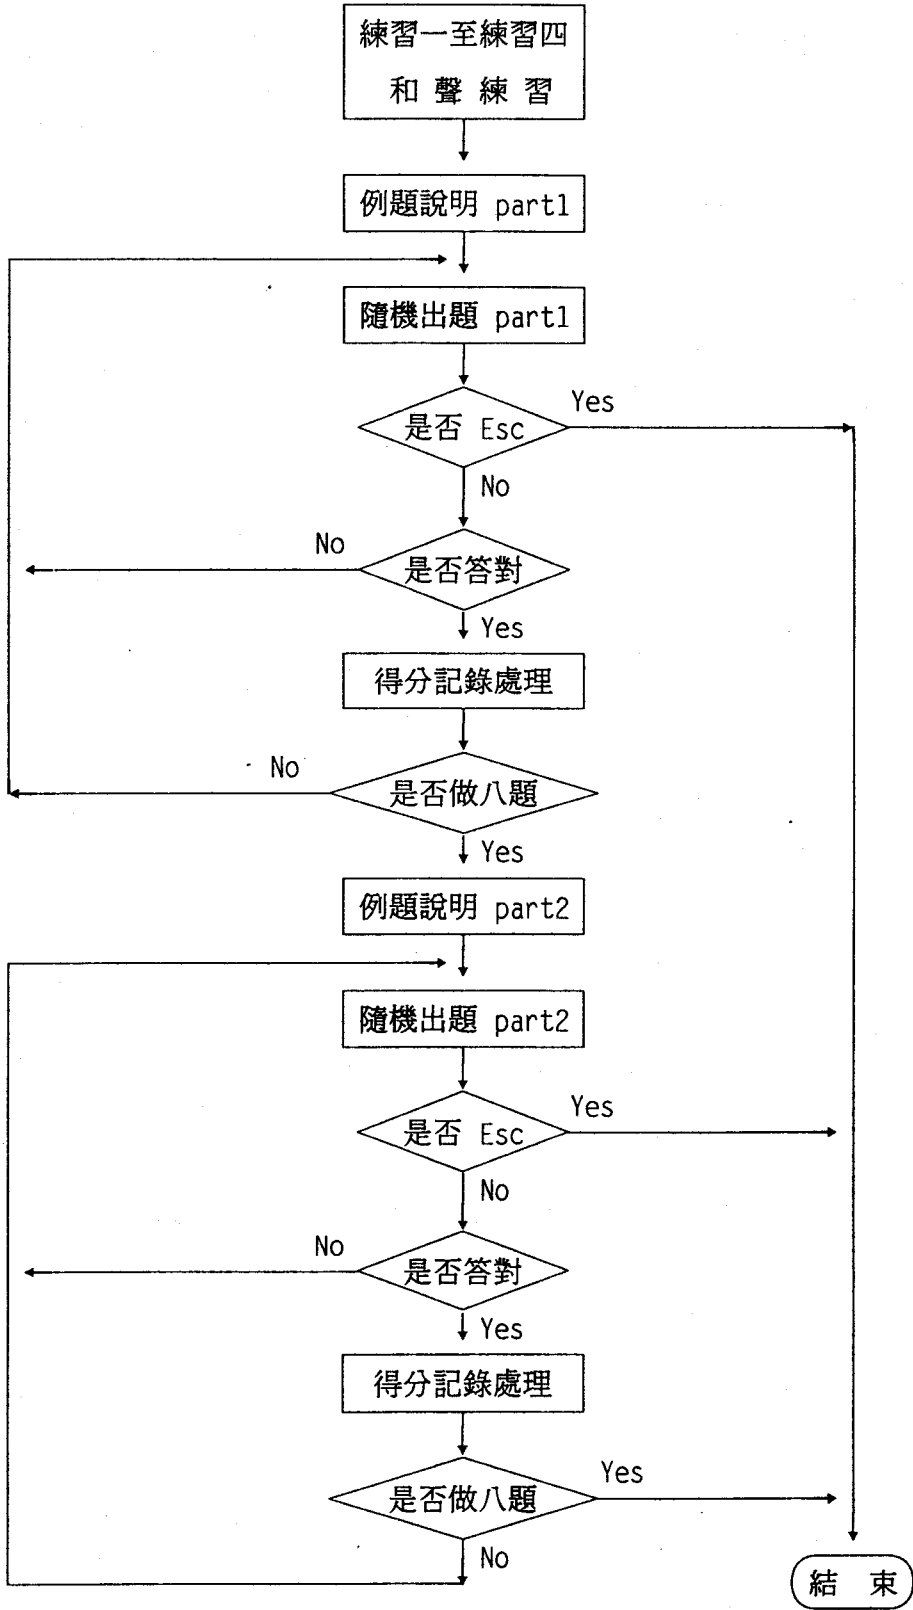 練習一至練習四
和聲練習
例題說明 part1
隨機出題 part1
Yes
是否 Esc
No
No
是否答對
Yes
得分記錄處理
No
是否做八題
Yes
例題說明 part2
隨機出題 part2
Yes
是否 Esc
No
No
是否答對
Yes
得分記錄處理
Yes
是否做八題
No
結 束